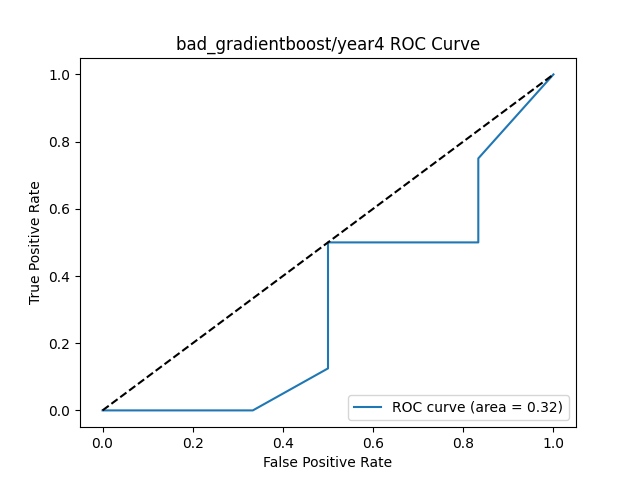 bad_gradientboost/year4 ROC Curve
True Positive Rate
1.0
0.8
0.6
0.4
0.2
0.0
ROC curve (area = 0.32)
0.0 0.2 0.4 0.6 0.8 1.0
False Positive Rate